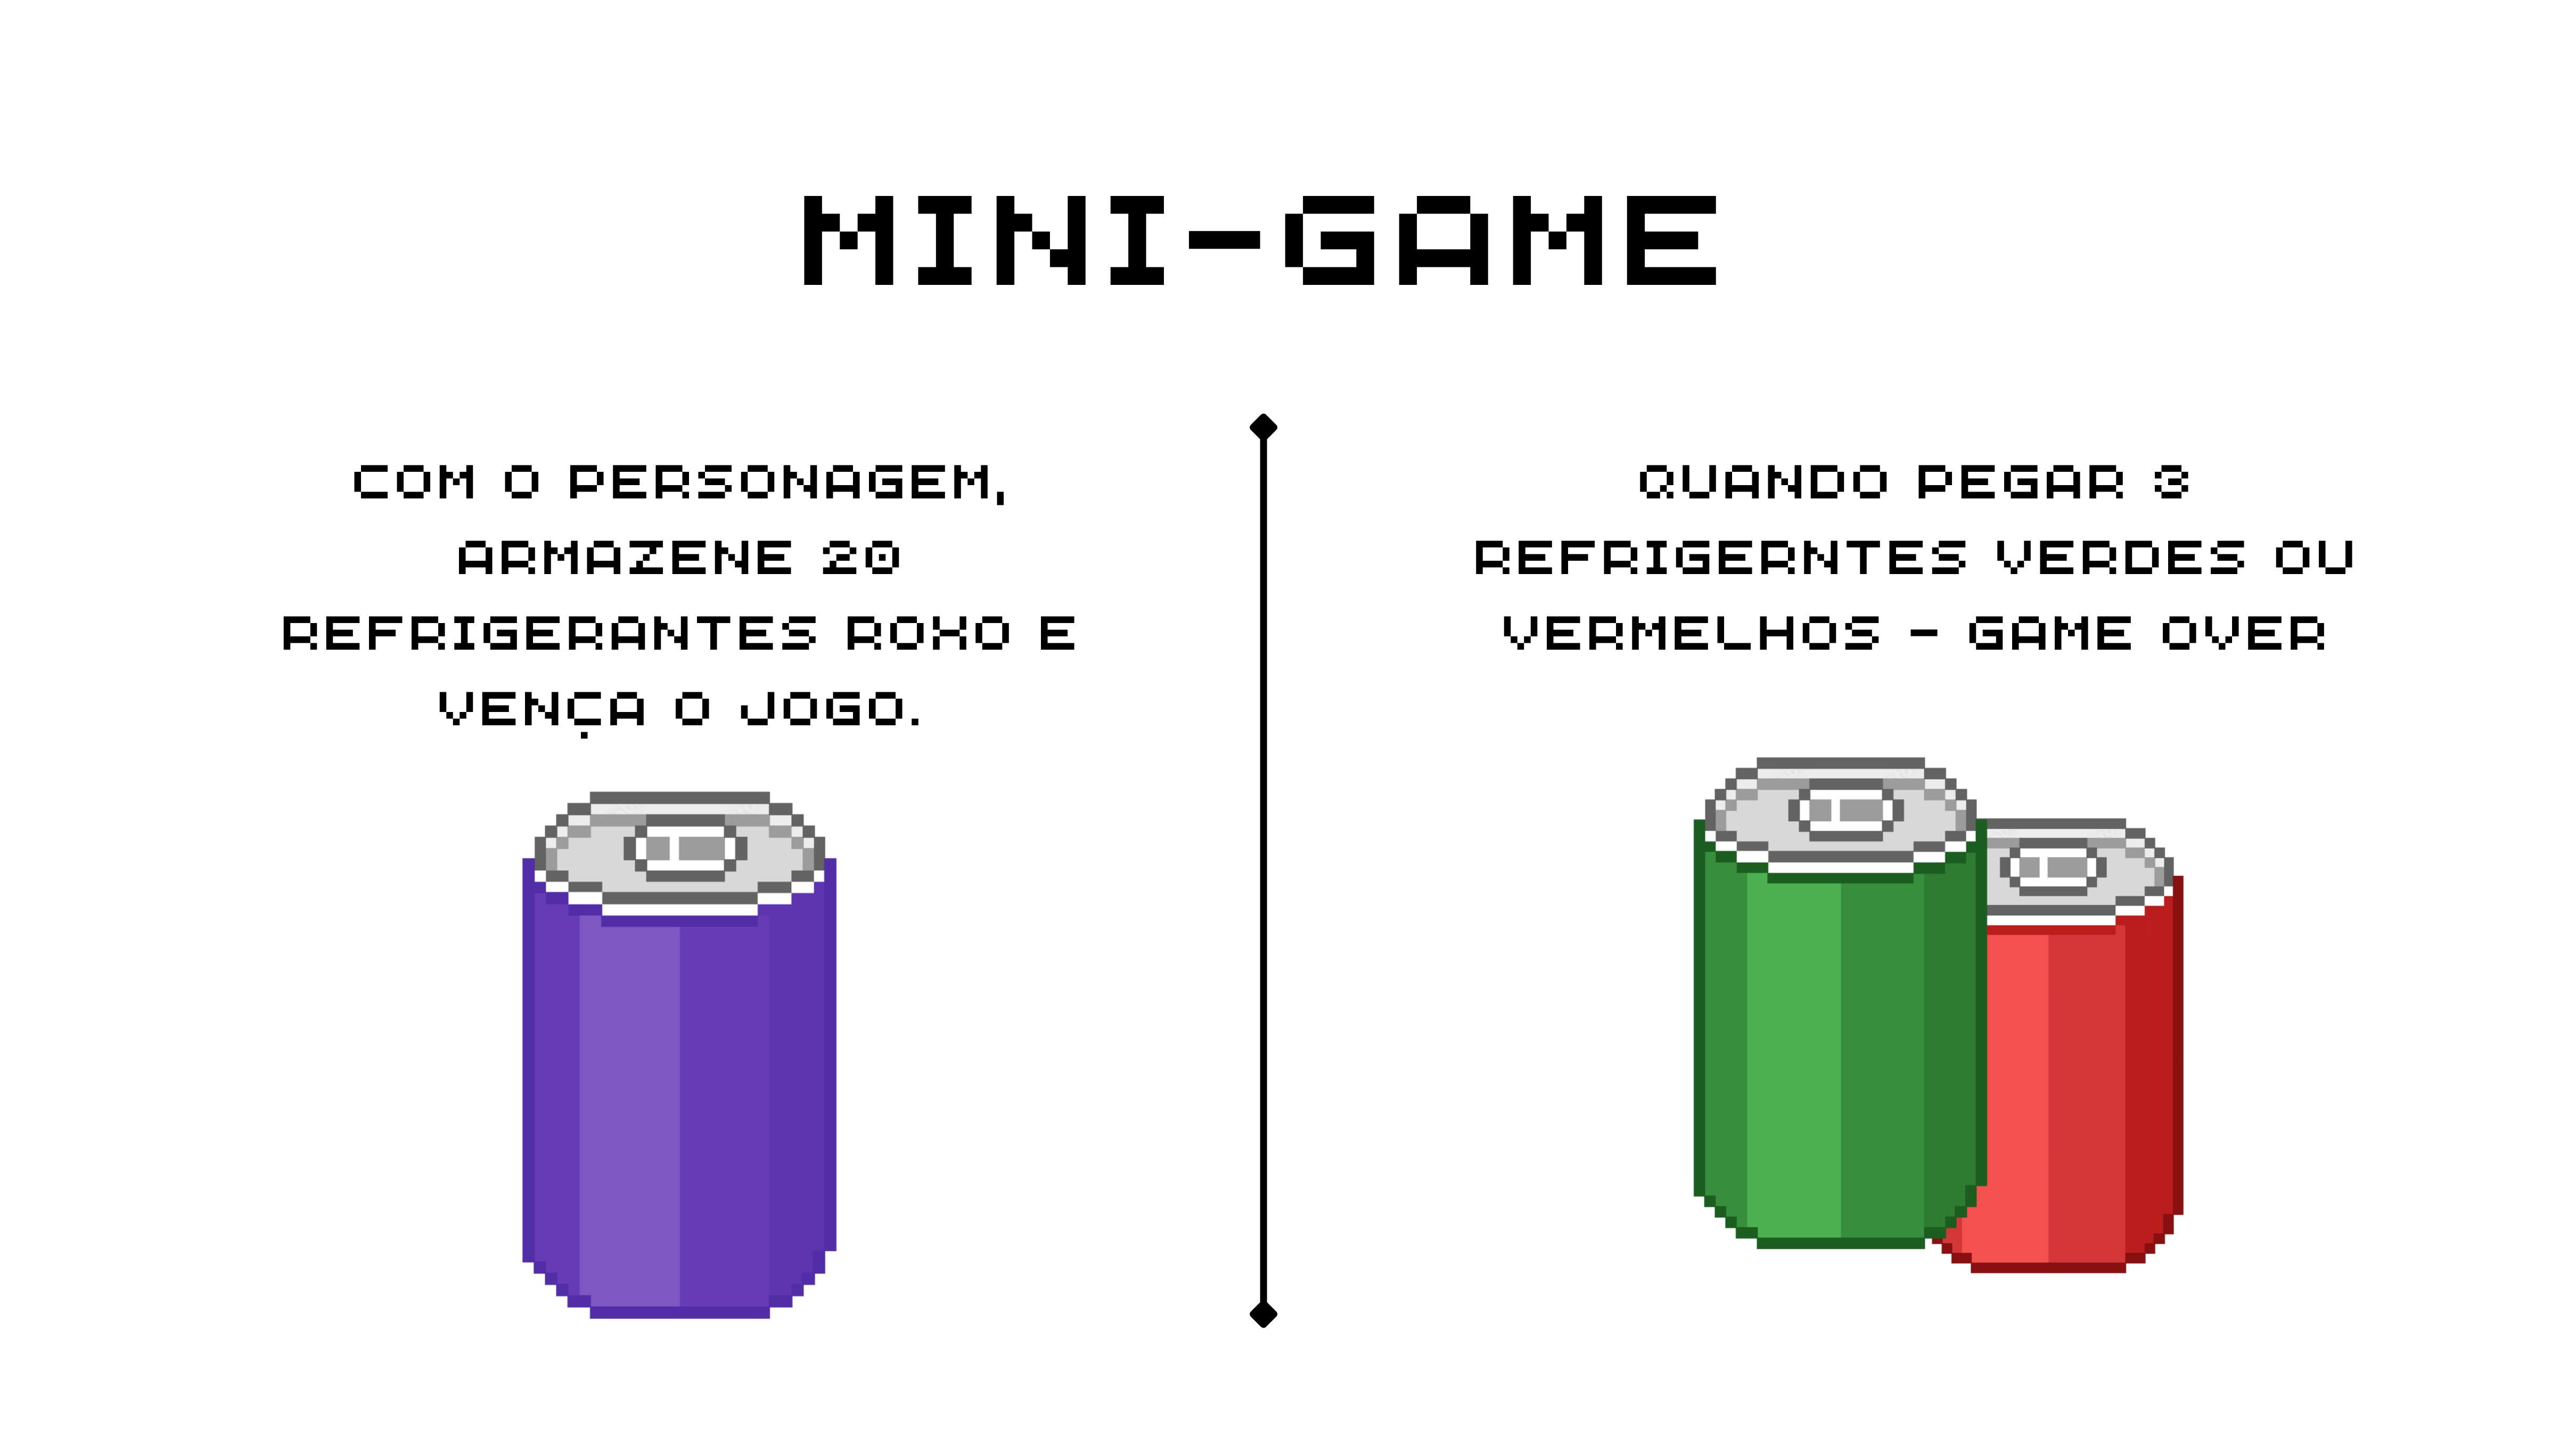 MINI-GAME
COM O PERSONAGEM,
ARMAZENE 20
REFRIGERANTES ROXO E
VENÇA O JOGO.
QUANDO PEGAR 3
REFRIGERNTES VERDES OU
VERMELHOS - GAME OVER